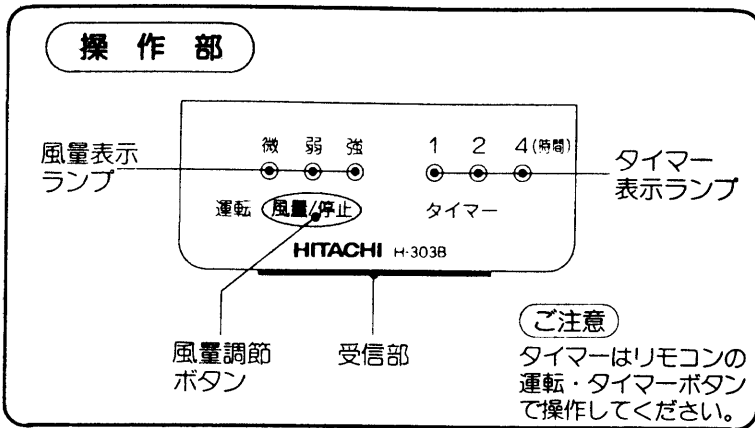 操作部
風量表示
ランプ
微 弱 強
1 2 4(時間)
タイマー
表示ランプ
運転 風量/停止
タイマー
HITACHI H-303B
風量調節
ボタン
受信部
ご注意
タイマーはリモコンの
運転・タイマーボタン
で操作してください。